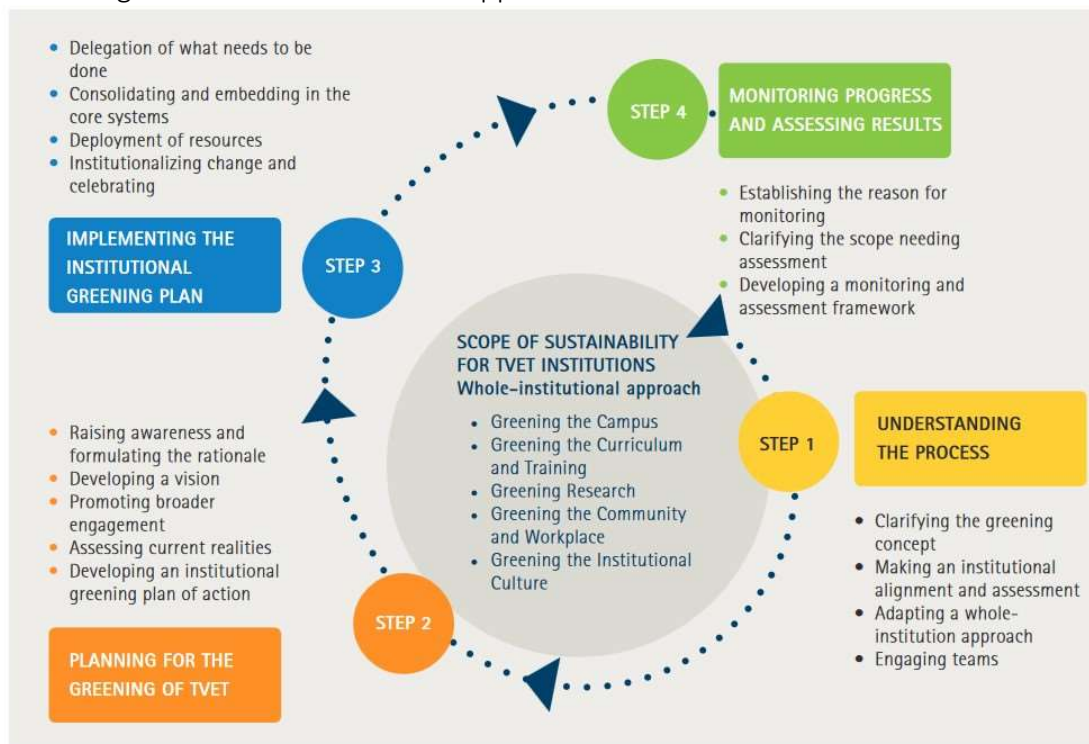 • Delegation of what needs to be
done
• Consolidating and embedding in the
core systems
• Deployment of resources
• Institutionalizing change and
celebrating
IMPLEMENTING THE
INSTITUTIONAL
GREENING PLAN
STEP 3
STEP 4
MONITORING PROGRESS
AND ASSESSING RESULTS
• Establishing the reason for
monitoring
• Clarifying the scope needing
assessment
• Developing a monitoring and
assessment framework
SCOPE OF SUSTAINABILITY
FOR TVET INSTITUTIONS
Whole-institutional approach
• Greening the Campus
• Greening the Curriculum
and Training
• Greening Research
• Greening the Community
and Workplace
• Greening the Institutional
Culture
STEP 1
UNDERSTANDING
THE PROCESS
• Clarifying the greening
concept
• Making an institutional
alignment and assessment
• Adapting a whole-
institution approach
• Engaging teams
• Raising awareness and
formulating the rationale
• Developing a vision
• Promoting broader
engagement
• Assessing current realities
• Developing an institutional
greening plan of action
STEP 2
PLANNING FOR THE
GREENING OF TVET